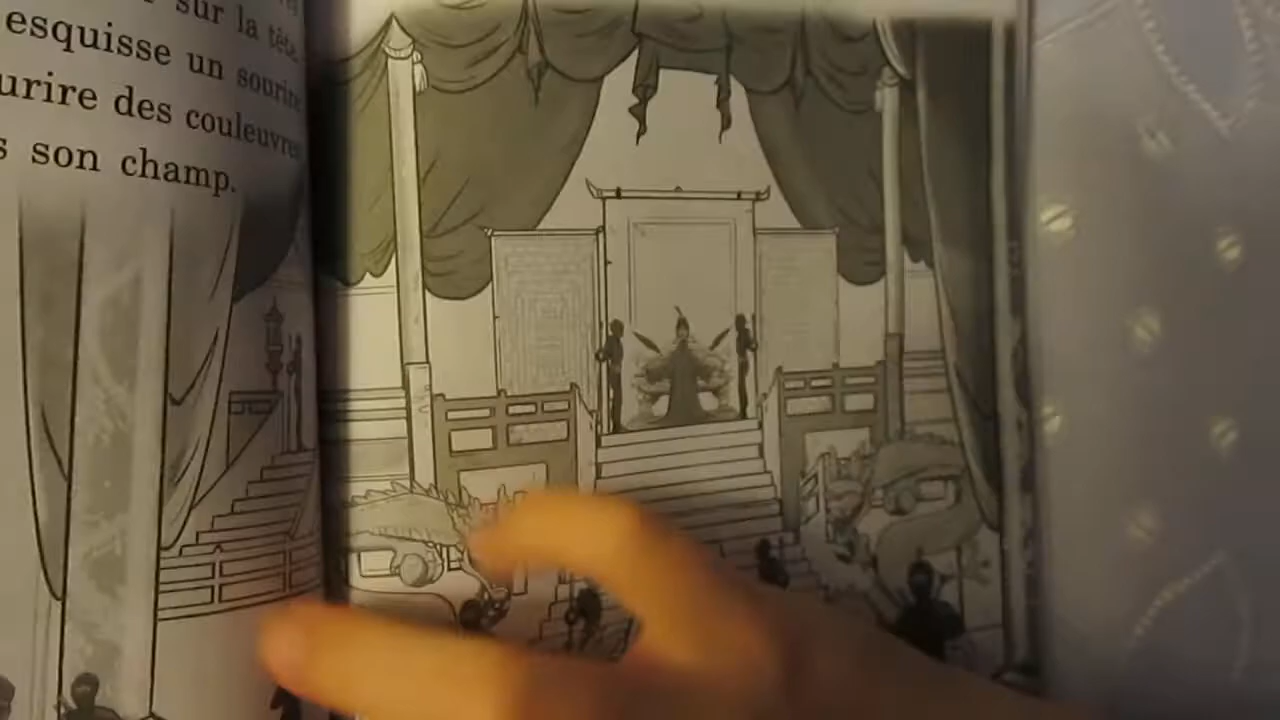 sur la tête,
esquisse un sourire
urire des couleuvres
s son champ.